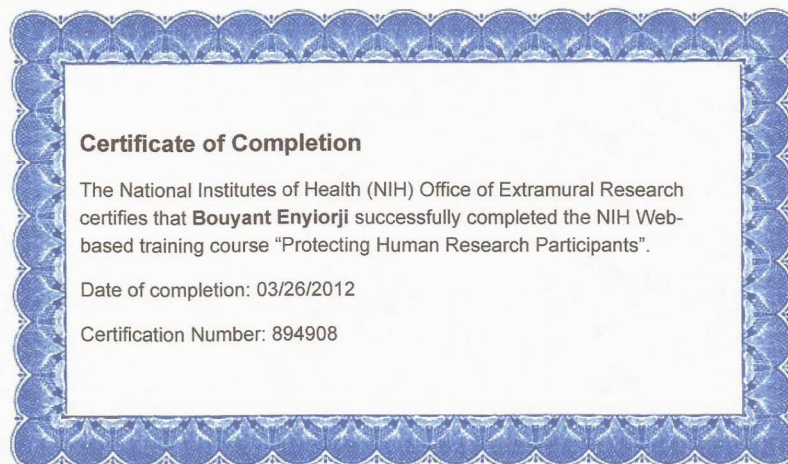 Certificate of Completion
The National Institutes of Health (NIH) Office of Extramural Research
certifies that Bouyant Enyiorji successfully completed the NIH Web-
based training course “Protecting Human Research Participants”.
Date of completion: 03/26/2012
Certification Number: 894908